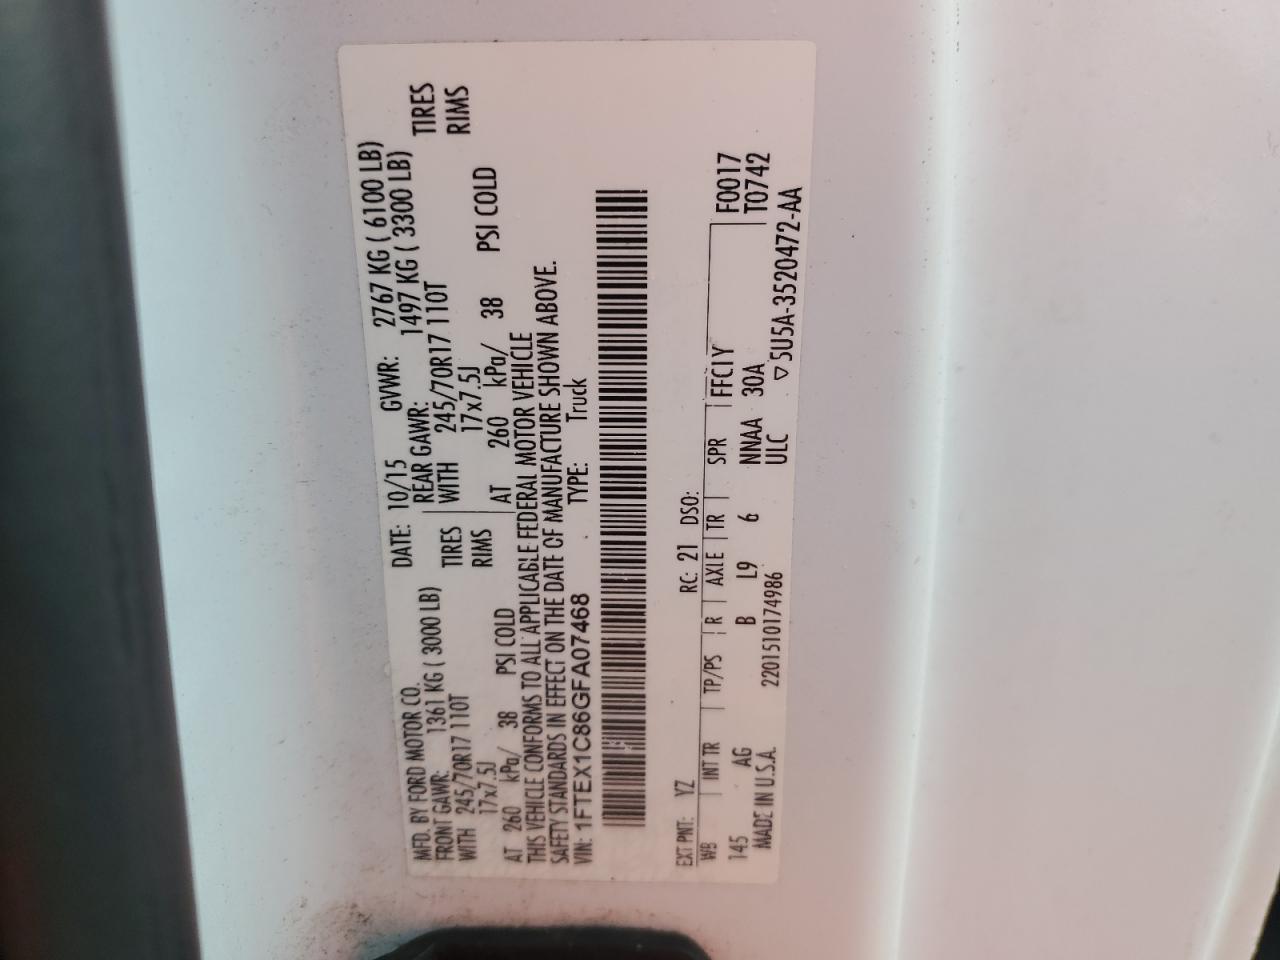 MFD. BY FORD MOTOR CO.
DATE: 10/15 GVWR: 2767 KG ( 6100 LB)
FRONT GAWR: 1361 KG ( 3000 LB) REAR GAWR: 1497 KG ( 3300 LB)
WITH 245/70R17 110T TIRES WITH 245/70R17 110T TIRES
17x7.5J RIMS 17x7.5J RIMS
AT 260 kPa/ 38 PSI COLD AT 260 kPa/ 38 PSI COLD
THIS VEHICLE CONFORMS TO ALL APPLICABLE FEDERAL MOTOR VEHICLE
SAFETY STANDARDS IN EFFECT ON THE DATE OF MANUFACTURE SHOWN ABOVE.
VIN: 1FTEX1C86GFA07468 TYPE: Truck
EXT PNT: YZ RC: 21 DSO:
WB INT TR TP/PS R AXLE TR SPR FFC1Y F0017
145 AG B L9 6 NNAA 30A T0742
MADE IN U.S.A. 2201510174986 ULC ▽5U5A-3520472-AA